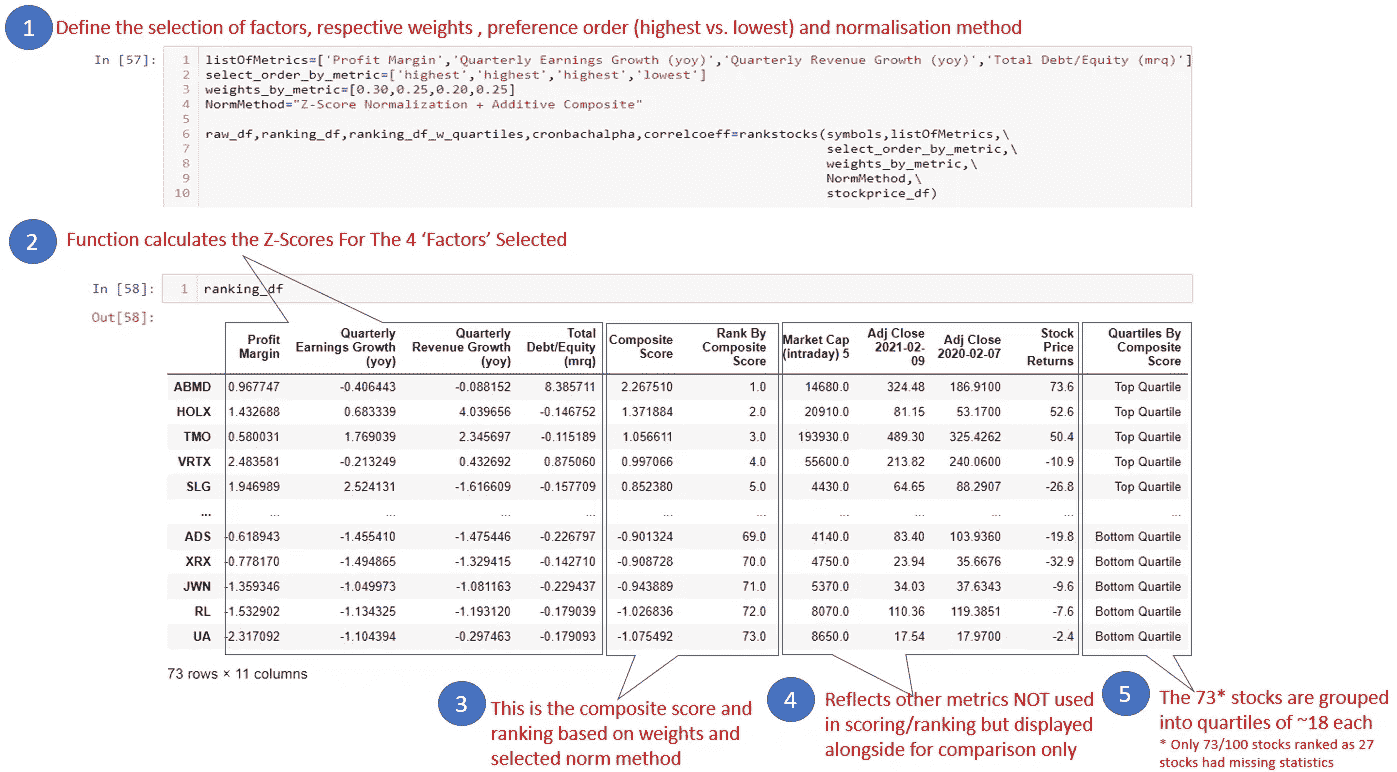 1 Define the selection of factors, respective weights , preference order (highest vs. lowest) and normalisation method
In [57]:
1 listOfMetrics=['Profit Margin','Quarterly Earnings Growth (yoy)','Quarterly Revenue Growth (yoy)','Total Debt/Equity (mrq)']
2 select_order_by_metric=['highest','highest','highest','lowest']
3 weights_by_metric=[0.30,0.25,0.20,0.25]
4 NormMethod="Z-Score Normalization + Additive Composite"
5
6 raw_df,ranking_df,ranking_df_w_quartiles,cronbachalpha,correlcoeff=rankstocks(symbols,listOfMetrics,\
7 select_order_by_metric,\
8 weights_by_metric,\
9 NormMethod,\
10 stockprice_df)
2 Function calculates the Z-Scores For The 4 ‘Factors’ Selected
In [58]: 1 ranking_df
Out[58]:
Profit Margin Quarterly Earnings Growth (yoy) Quarterly Revenue Growth (yoy) Total Debt/Equity (mrq) Composite Score Rank By Composite Score Market Cap (intraday) 5 Adj Close 2021-02-09 Adj Close 2020-02-07 Stock Price Returns Quartiles By Composite Score
ABMD 0.967747 -0.406443 -0.088152 8.385711 2.267510 1.0 14680.0 324.48 186.9100 73.6 Top Quartile
HOLX 1.432688 0.683339 4.039656 -0.146752 1.371884 2.0 20910.0 81.15 53.1700 52.6 Top Quartile
TMO 0.580031 1.769039 2.345697 -0.115189 1.056611 3.0 193930.0 489.30 325.4262 50.4 Top Quartile
VRTX 2.483581 -0.213249 0.432692 0.875060 0.997066 4.0 55600.0 213.82 240.0600 -10.9 Top Quartile
SLG 1.946989 2.524131 -1.616609 -0.157709 0.852380 5.0 4430.0 64.65 88.2907 -26.8 Top Quartile
... ... ... ... ... ... ... ... ... ... ... ...
ADS -0.618943 -1.455410 -1.475446 -0.226797 -0.901324 69.0 4140.0 83.40 103.9360 -19.8 Bottom Quartile
XRX -0.778170 -1.494865 -1.329415 -0.142710 -0.908728 70.0 4750.0 23.94 35.6676 -32.9 Bottom Quartile
JWN -1.359346 -1.049973 -1.081163 -0.229437 -0.943889 71.0 5370.0 34.03 37.6343 -9.6 Bottom Quartile
RL -1.532902 -1.134325 -1.193120 -0.179039 -1.026836 72.0 8070.0 110.36 119.3851 -7.6 Bottom Quartile
UA -2.317092 -1.104394 -0.297463 -0.179093 -1.075492 73.0 8650.0 17.54 17.9700 -2.4 Bottom Quartile
73 rows × 11 columns
3 This is the composite score and
ranking based on weights and
selected norm method
4 Reflects other metrics NOT used
in scoring/ranking but displayed
alongside for comparison only
5 The 73* stocks are grouped
into quartiles of ~18 each
* Only 73/100 stocks ranked as 27
stocks had missing statistics